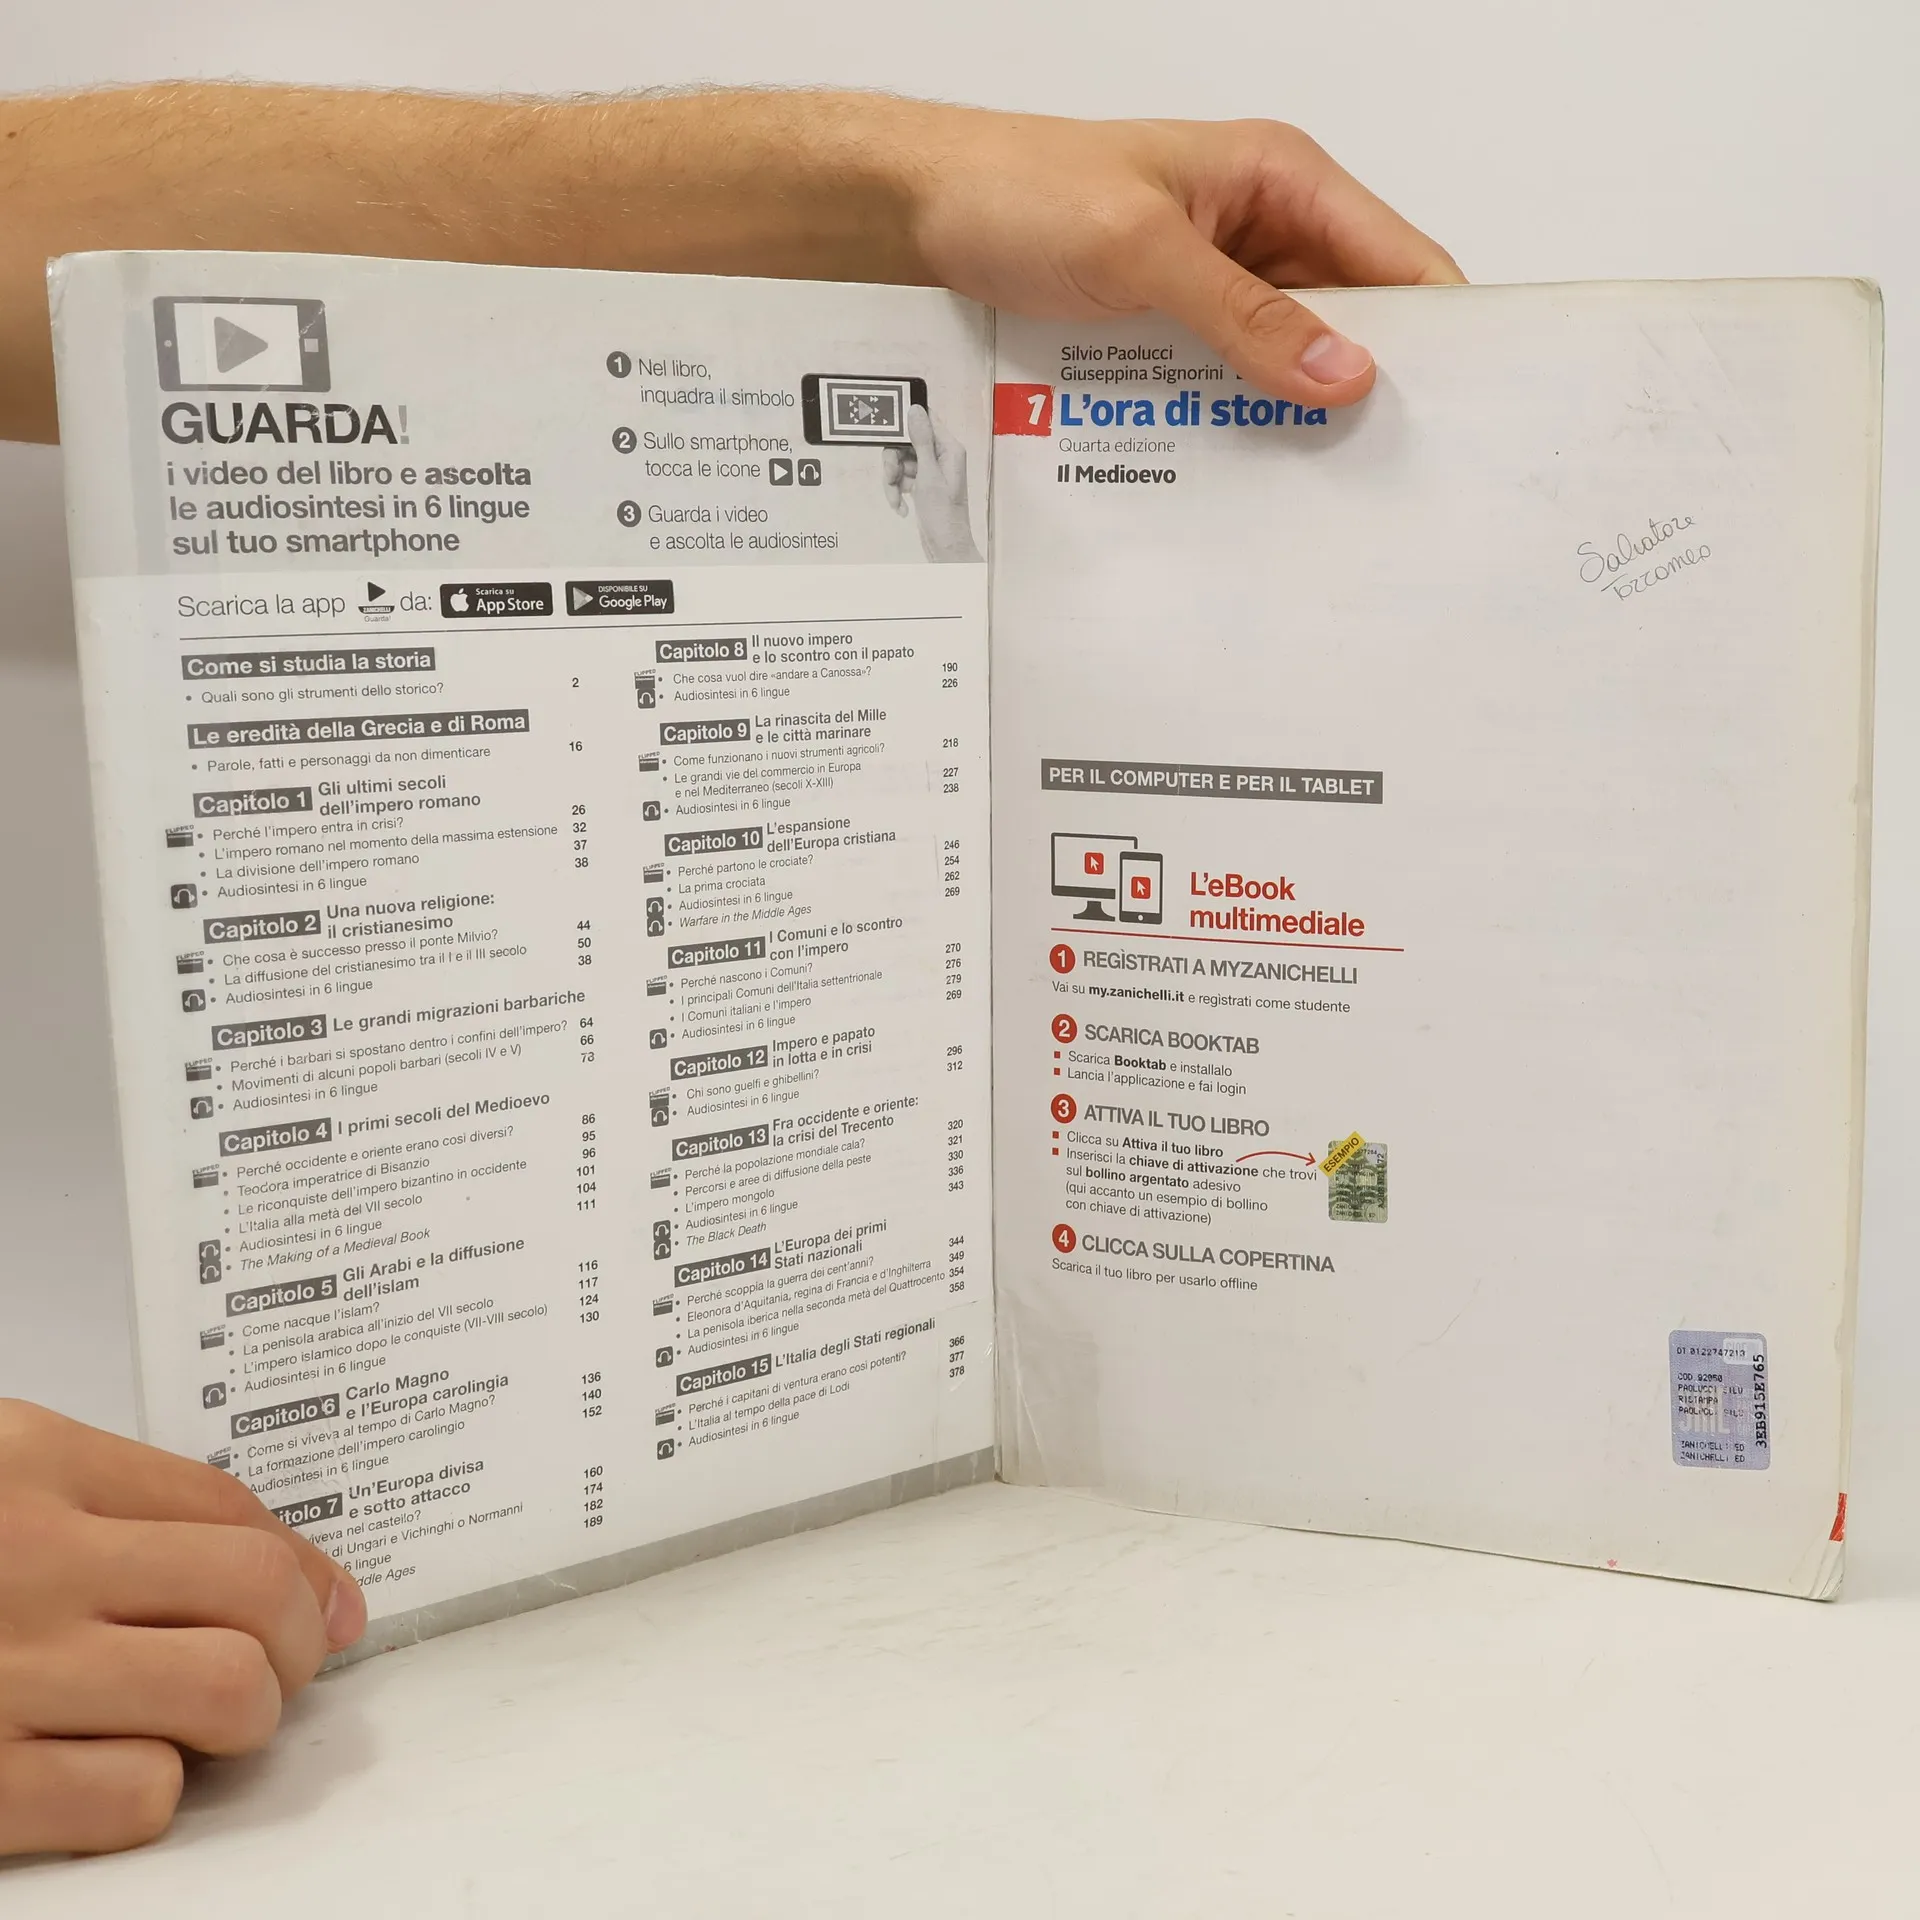 GUARDA!
i video del libro e ascolta
le audiosintesi in 6 lingue
sul tuo smartphone
1 Nel libro,
inquadra il simbolo
2 Sullo smartphone,
tocca le icone
3 Guarda i video
e ascolta le audiosintesi
Scarica la app ZANICHELLI Guarda! da: Scarica su App Store DISPONIBILE SU Google Play
Come si studia la storia
• Quali sono gli strumenti dello storico? 2
Le eredità della Grecia e di Roma
• Parole, fatti e personaggi da non dimenticare 16
Capitolo 1 Gli ultimi secoli
dell'impero romano
• Perché l'impero entra in crisi? 26
• L'impero romano nel momento della massima estensione 32
• La divisione dell'impero romano 37
• Audiosintesi in 6 lingue 38
Capitolo 2 Una nuova religione:
il cristianesimo
• Che cosa è successo presso il ponte Milvio? 44
• La diffusione del cristianesimo tra il I e il III secolo 50
• Audiosintesi in 6 lingue 38
Capitolo 3 Le grandi migrazioni barbariche
• Perché i barbari si spostano dentro i confini dell'impero? 64
• Movimenti di alcuni popoli barbari (secoli IV e V) 66
• Audiosintesi in 6 lingue 73
Capitolo 4 I primi secoli del Medioevo
• Perché occidente e oriente erano così diversi? 86
• Teodora imperatrice di Bisanzio 95
• Le riconquiste dell'impero bizantino in occidente 96
• L'Italia alla metà del VII secolo 101
• Audiosintesi in 6 lingue 104
• The Making of a Medieval Book 111
Capitolo 5 Gli Arabi e la diffusione
dell'islam
• Come nacque l'islam? 116
• La penisola arabica all'inizio del VII secolo 117
• L'impero islamico dopo le conquiste (VII-VIII secolo) 124
• Audiosintesi in 6 lingue 130
Capitolo 6 Carlo Magno
e l'Europa carolingia
• Come si viveva al tempo di Carlo Magno? 136
• La formazione dell'impero carolingio 140
Audiosintesi in 6 lingue 152
itolo 7 Un'Europa divisa
e sotto attacco
viveva nel castello? 160
di Ungari e Vichinghi o Normanni 174
6 lingue 182
ddle Ages 189
Capitolo 8 Il nuovo impero
e lo scontro con il papato
• Che cosa vuol dire «andare a Canossa»? 190
• Audiosintesi in 6 lingue 226
Capitolo 9 La rinascita del Mille
e le città marinare
• Come funzionano i nuovi strumenti agricoli? 218
• Le grandi vie del commercio in Europa
e nel Mediterraneo (secoli X-XIII) 227
• Audiosintesi in 6 lingue 238
Capitolo 10 L'espansione
dell'Europa cristiana
• Perché partono le crociate? 246
• La prima crociata 254
• Audiosintesi in 6 lingue 262
• Warfare in the Middle Ages 269
Capitolo 11 I Comuni e lo scontro
con l'impero
• Perché nascono i Comuni? 270
• I principali Comuni dell'Italia settentrionale 276
• I Comuni italiani e l'impero 279
• Audiosintesi in 6 lingue 269
Capitolo 12 Impero e papato
in lotta e in crisi
• Chi sono guelfi e ghibellini? 296
• Audiosintesi in 6 lingue 312
Capitolo 13 Fra occidente e oriente:
la crisi del Trecento
• Perché la popolazione mondiale cala? 320
• Percorsi e aree di diffusione della peste 321
• L'impero mongolo 330
• Audiosintesi in 6 lingue 336
• The Black Death 343
Capitolo 14 L'Europa dei primi
Stati nazionali
• Perché scoppia la guerra dei cent'anni? 344
• Eleonora d'Aquitania, regina di Francia e d'Inghilterra 349
• La penisola iberica nella seconda metà del Quattrocento 354
• Audiosintesi in 6 lingue 358
Capitolo 15 L'Italia degli Stati regionali
• Perché i capitani di ventura erano così potenti? 366
• L'Italia al tempo della pace di Lodi 377
• Audiosintesi in 6 lingue 378
Silvio Paolucci
Giuseppina Signorini
1 L'ora di storia
Quarta edizione
Il Medioevo
Salvatore
PER IL COMPUTER E PER IL TABLET
L'eBook
multimediale
1 REGÌSTRATI A MYZANICHELLI
Vai su my.zanichelli.it e registrati come studente
2 SCARICA BOOKTAB
Scarica Booktab e installalo
Lancia l'applicazione e fai login
3 ATTIVA IL TUO LIBRO
Clicca su Attiva il tuo libro
Inserisci la chiave di attivazione che trovi
sul bollino argentato adesivo
(qui accanto un esempio di bollino
con chiave di attivazione)
ESEMPIO
4 CLICCA SULLA COPERTINA
Scarica il tuo libro per usarlo offline
01 0122747213
COD 92050
PAOLUCCI SILV
RISTAMPA
PAOLUCCI SILV
ZANICHELLI ED
ZANICHELLI ED
3EB915E765